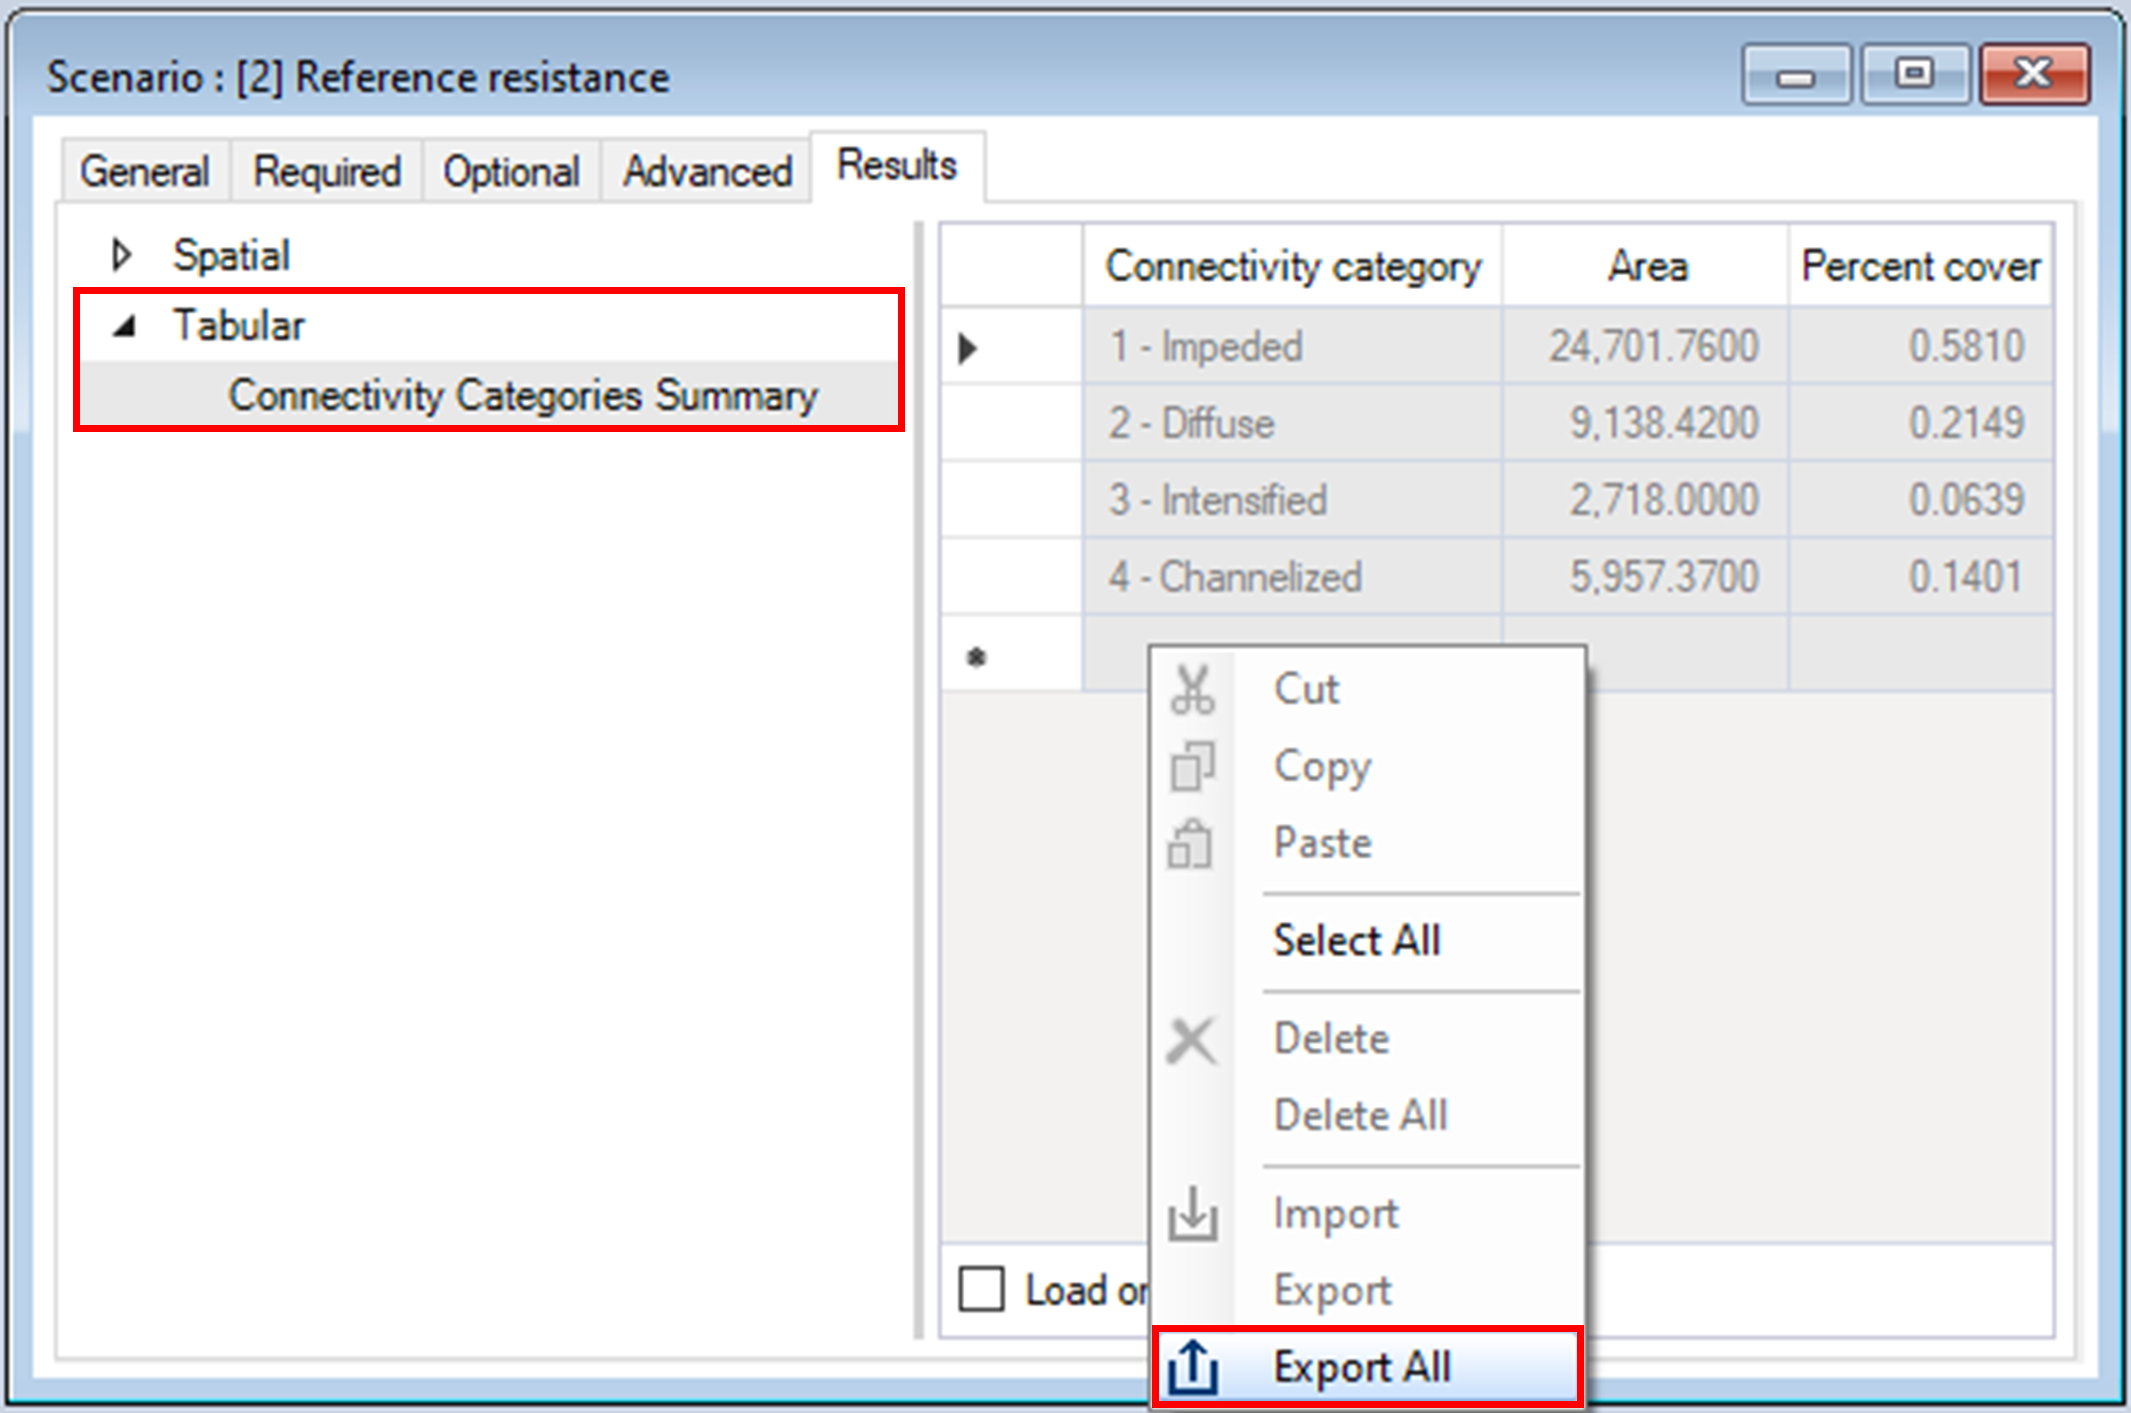 Scenario : [2] Reference resistance
General Required Optional Advanced Results
Spatial
Tabular
Connectivity Categories Summary
Connectivity category Area Percent cover
1 - Impeded 24,701.7600 0.5810
2 - Diffuse 9,138.4200 0.2149
3 - Intensified 2,718.0000 0.0639
4 - Channelized 5,957.3700 0.1401
Cut
Copy
Paste
Select All
Delete
Delete All
Import
Export
Export All
Load